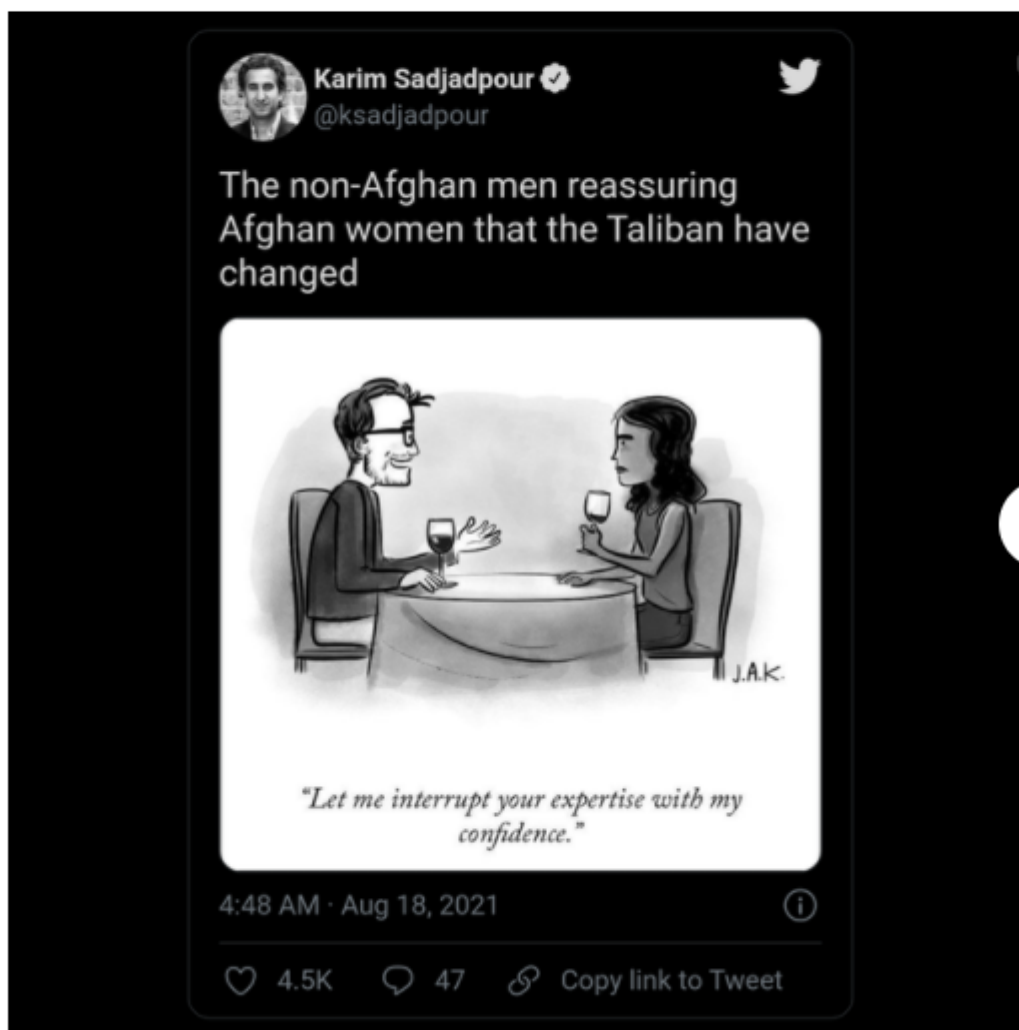 Karim Sadjadpour
@ksadjadpour
The non-Afghan men reassuring
Afghan women that the Taliban have
changed
J.A.K.
“Let me interrupt your expertise with my
confidence.”
4:48 AM · Aug 18, 2021
4.5K 47 Copy link to Tweet